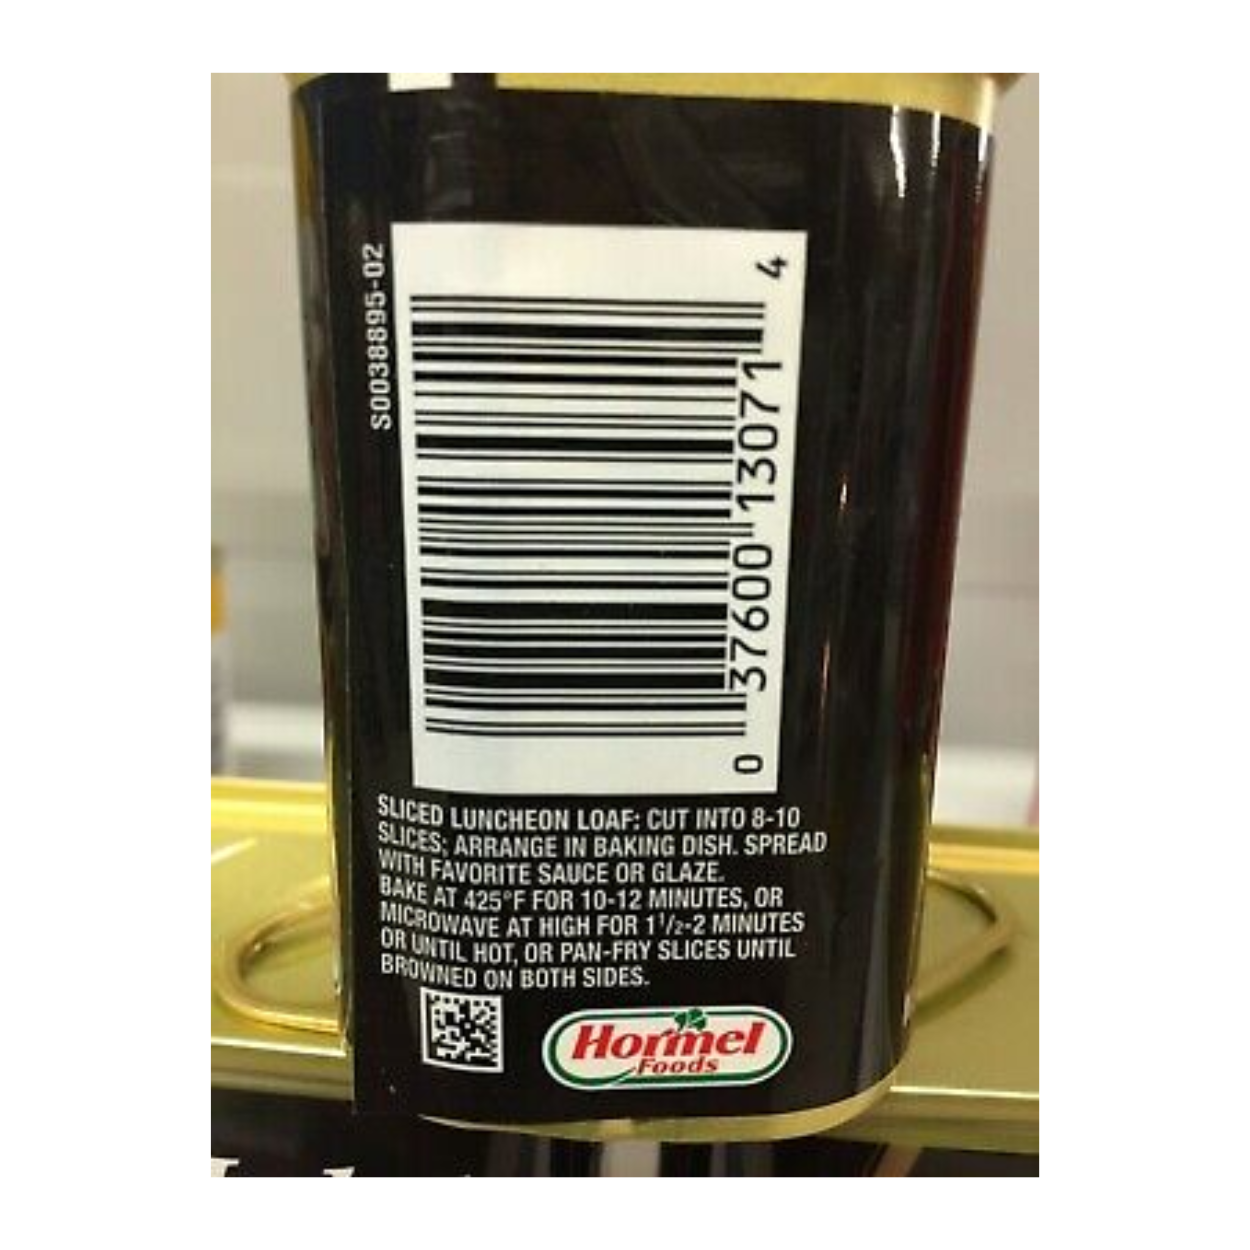 S0038895-02
0 37600 13071 4
SLICED LUNCHEON LOAF: CUT INTO 8-10
SLICES; ARRANGE IN BAKING DISH. SPREAD
WITH FAVORITE SAUCE OR GLAZE.
BAKE AT 425°F FOR 10-12 MINUTES, OR
MICROWAVE AT HIGH FOR 1 1/2-2 MINUTES
OR UNTIL HOT, OR PAN-FRY SLICES UNTIL
BROWNED ON BOTH SIDES.
Hormel
Foods